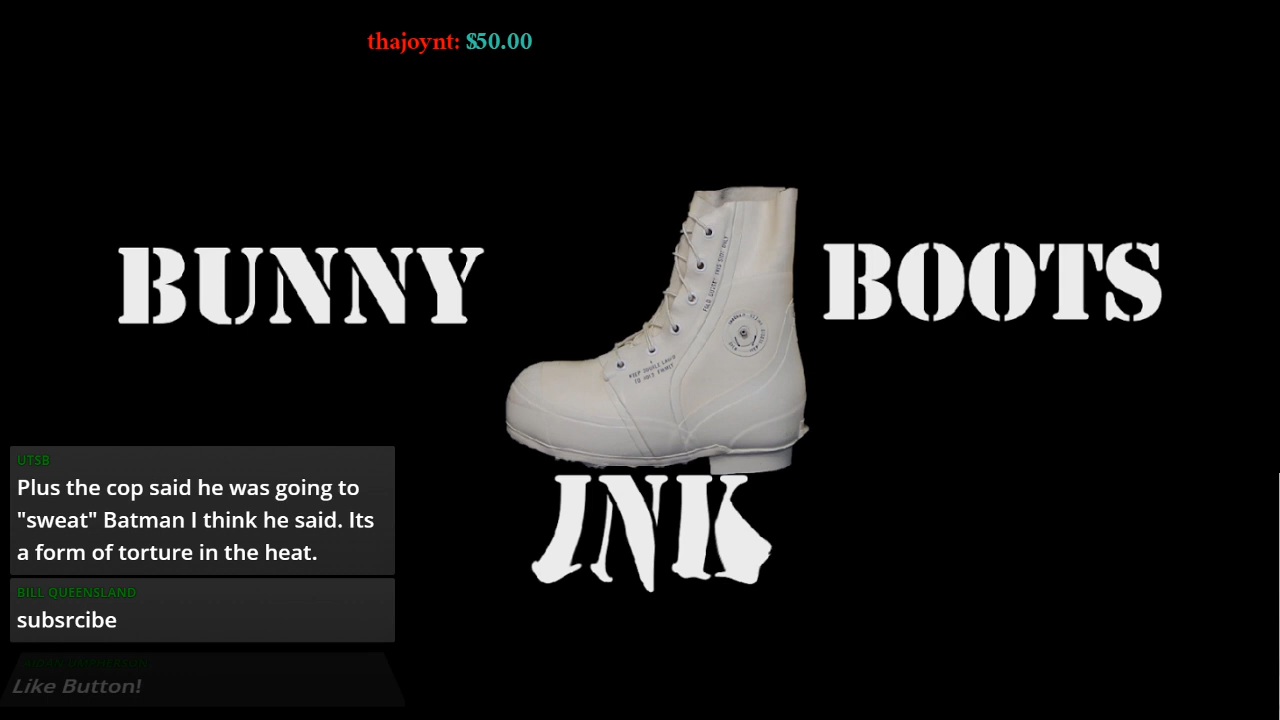 thajoynt: $50.00
BUNNY BOOTS
INK
UTSB
Plus the cop said he was going to
"sweat" Batman I think he said. Its
a form of torture in the heat.
BILL QUEENSLAND
subsrcibe
Like Button!